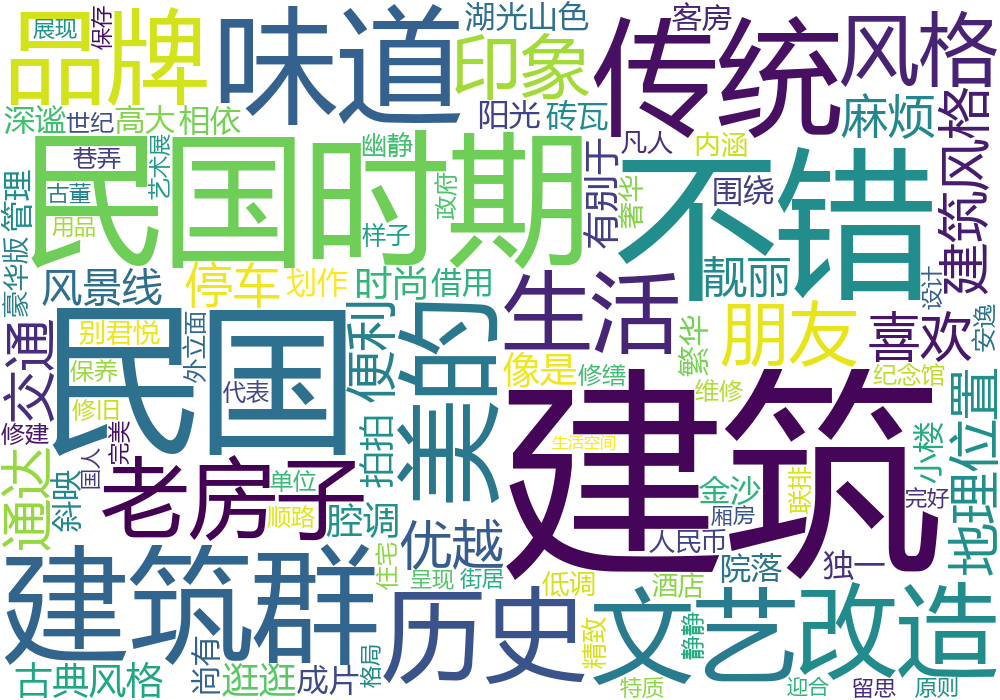 展现
保存
品牌
味道
湖光山色
印象
客房
传统
风格
深谧
世纪
高大
相依
阳光
砖瓦
麻烦
建筑风格
巷弄
艺术展
民国时期
幽静
凡人
内涵
不错
管理
古董
用品
政府
样子
有别于
奢华
围绕
豪华版
风景线
停车
划作
时尚
借用
靓丽
设计
安逸
交通
别君悦
外立面
民国
便利
美的
生活
像是
修缮
繁华
朋友
喜欢
保养
代表
维修
纪念馆
修旧
修建
完美
国人
拍拍
建筑
生活空间
地理位置
小楼
通达
斜映
老房子
单位
顺路
腔调
金沙
联排
完好
厢房
人民币
优越
建筑群
住宅
呈现
街居
低调
酒店
院落
独一
历史
文艺
改造
古典风格
尚有
逛逛
成片
格局
精致
静静
特质
迎合
留思
原则